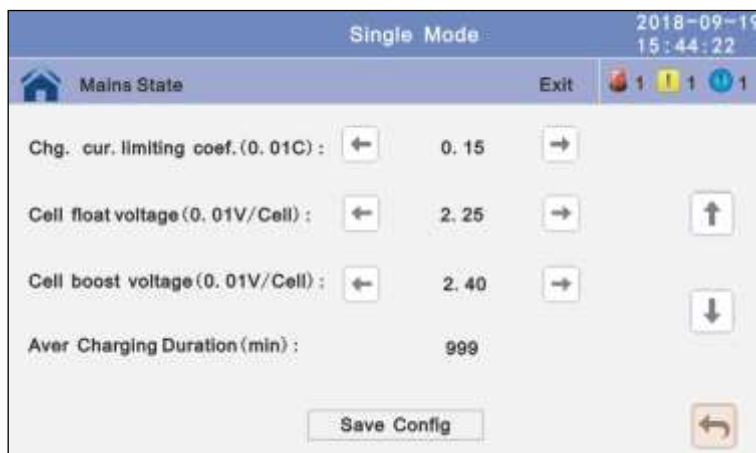 Single Mode
2018-09-19
15:44:22
Mains State
Exit
1
! 1
1
Chg. cur. limiting coef.(0.01C): 0.15
Cell float voltage(0.01V/Cell): 2.25
Cell boost voltage(0.01V/Cell): 2.40
Aver Charging Duration(min): 999
Save Config